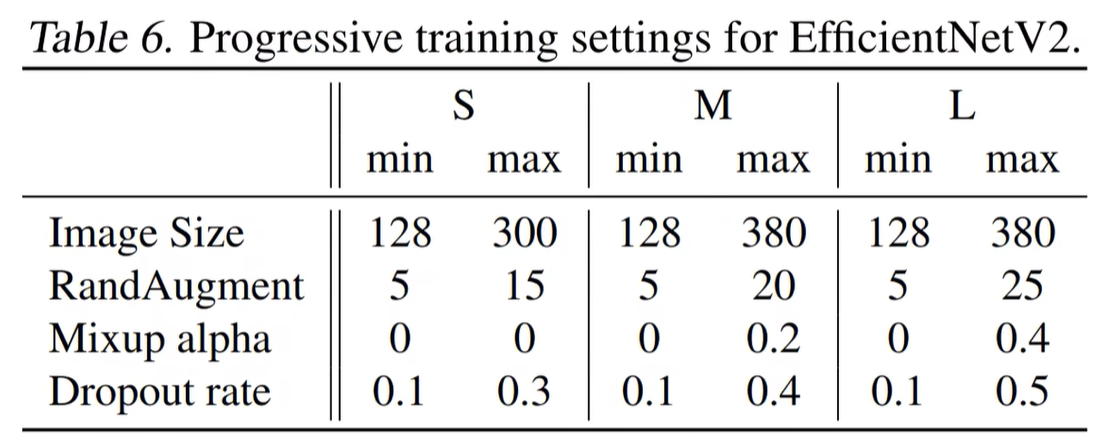 Table 6. Progressive training settings for EfficientNetV2.
S M L
min max min max min max
Image Size 128 300 128 380 128 380
RandAugment 5 15 5 20 5 25
Mixup alpha 0 0 0 0.2 0 0.4
Dropout rate 0.1 0.3 0.1 0.4 0.1 0.5